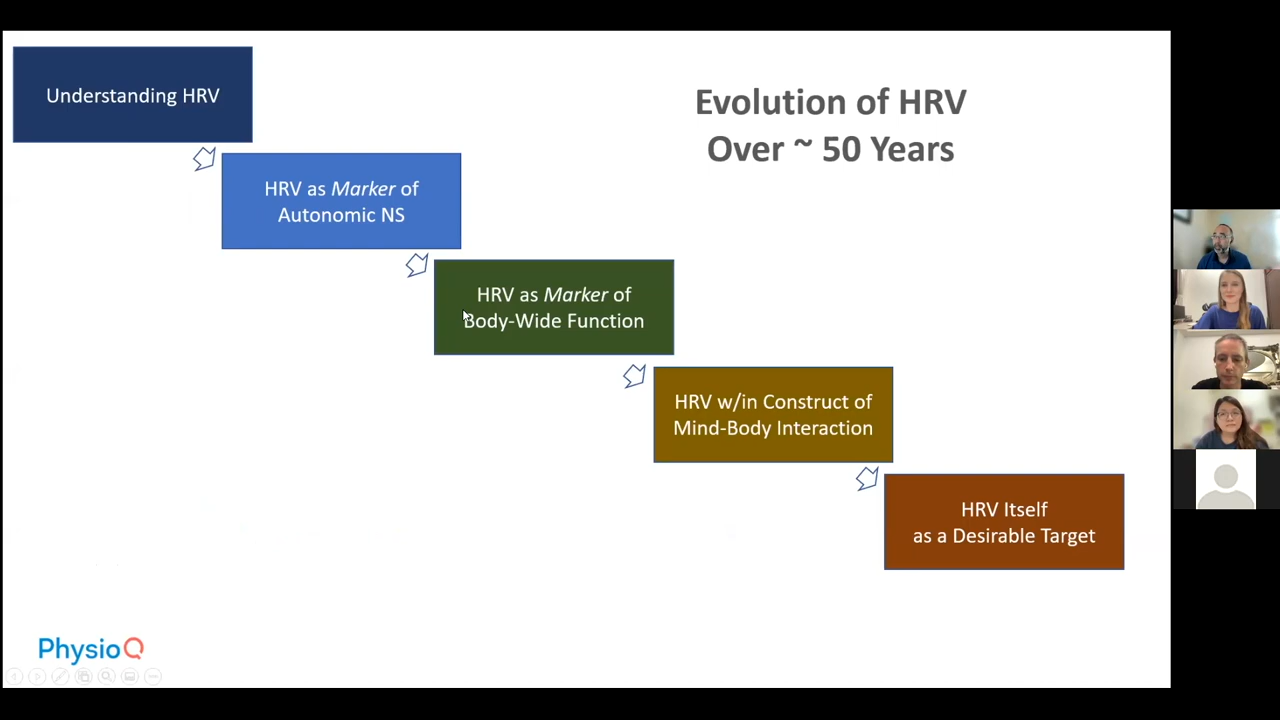 Understanding HRV
Evolution of HRV
Over ~ 50 Years
HRV as Marker of
Autonomic NS
HRV as Marker of
Body-Wide Function
HRV w/in Construct of
Mind-Body Interaction
HRV Itself
as a Desirable Target
PhysioQ